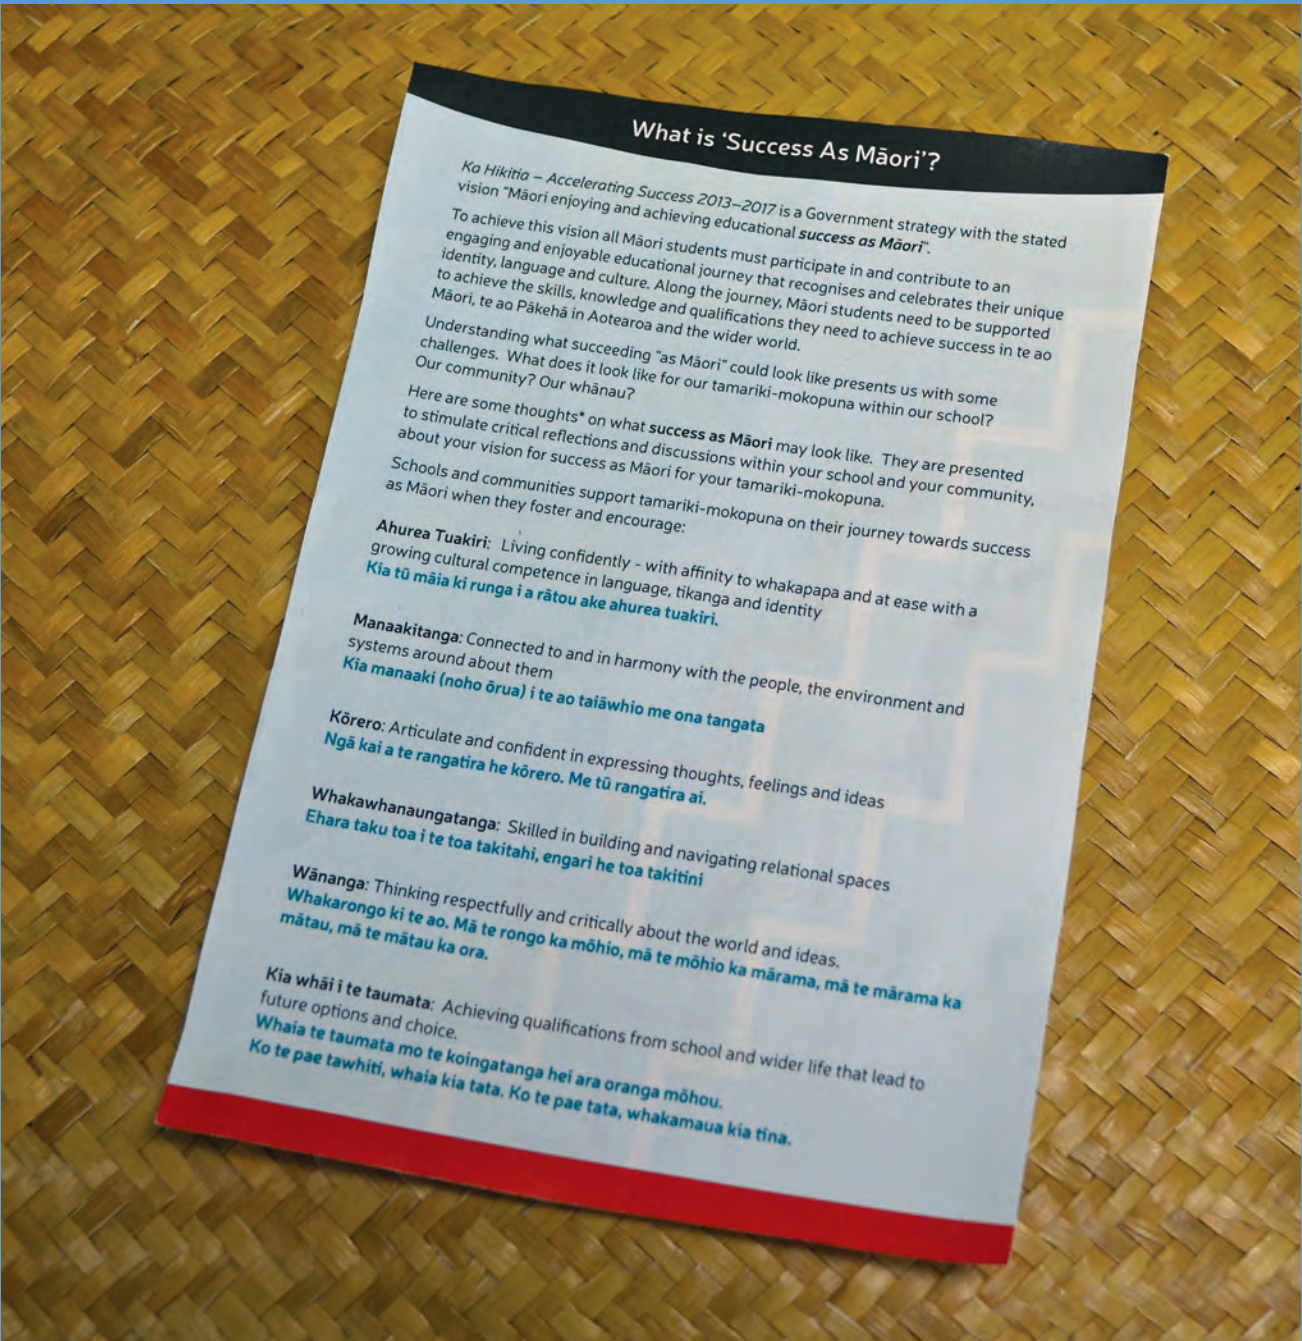 What is ‘Success As Māori’?
Ka Hikitia – Accelerating Success 2013–2017 is a Government strategy with the stated
vision “Māori enjoying and achieving educational success as Māori”.
To achieve this vision all Māori students must participate in and contribute to an
engaging and enjoyable educational journey that recognises and celebrates their unique
identity, language and culture. Along the journey, Māori students need to be supported
to achieve the skills, knowledge and qualifications they need to achieve success in te ao
Māori, te ao Pākehā in Aotearoa and the wider world.
Understanding what succeeding “as Māori” could look like presents us with some
challenges. What does it look like for our tamariki-mokopuna within our school?
Our community? Our whānau?
Here are some thoughts* on what success as Māori may look like. They are presented
to stimulate critical reflections and discussions within your school and your community,
about your vision for success as Māori for your tamariki-mokopuna.
Schools and communities support tamariki-mokopuna on their journey towards success
as Māori when they foster and encourage:
Ahurea Tuakiri: Living confidently - with affinity to whakapapa and at ease with a
growing cultural competence in language, tikanga and identity
Kia tū māia ki runga i a rātou ake ahurea tuakiri.
Manaakitanga: Connected to and in harmony with the people, the environment and
systems around about them
Kia manaaki (noho ōrua) i te ao taiāwhio me ona tangata
Kōrero: Articulate and confident in expressing thoughts, feelings and ideas
Ngā kai a te rangatira he kōrero. Me tū rangatira ai.
Whakawhanaungatanga: Skilled in building and navigating relational spaces
Ehara taku toa i te toa takitahi, engari he toa takitini
Wānanga: Thinking respectfully and critically about the world and ideas.
Whakarongo ki te ao. Mā te rongo ka mōhio, mā te mōhio ka mārama, mā te mārama ka
mātau, mā te mātau ka ora.
Kia whāi i te taumata: Achieving qualifications from school and wider life that lead to
future options and choice.
Whaia te taumata mo te koingatanga hei ara oranga mōhou.
Ko te pae tawhiti, whaia kia tata. Ko te pae tata, whakamaua kia tina.